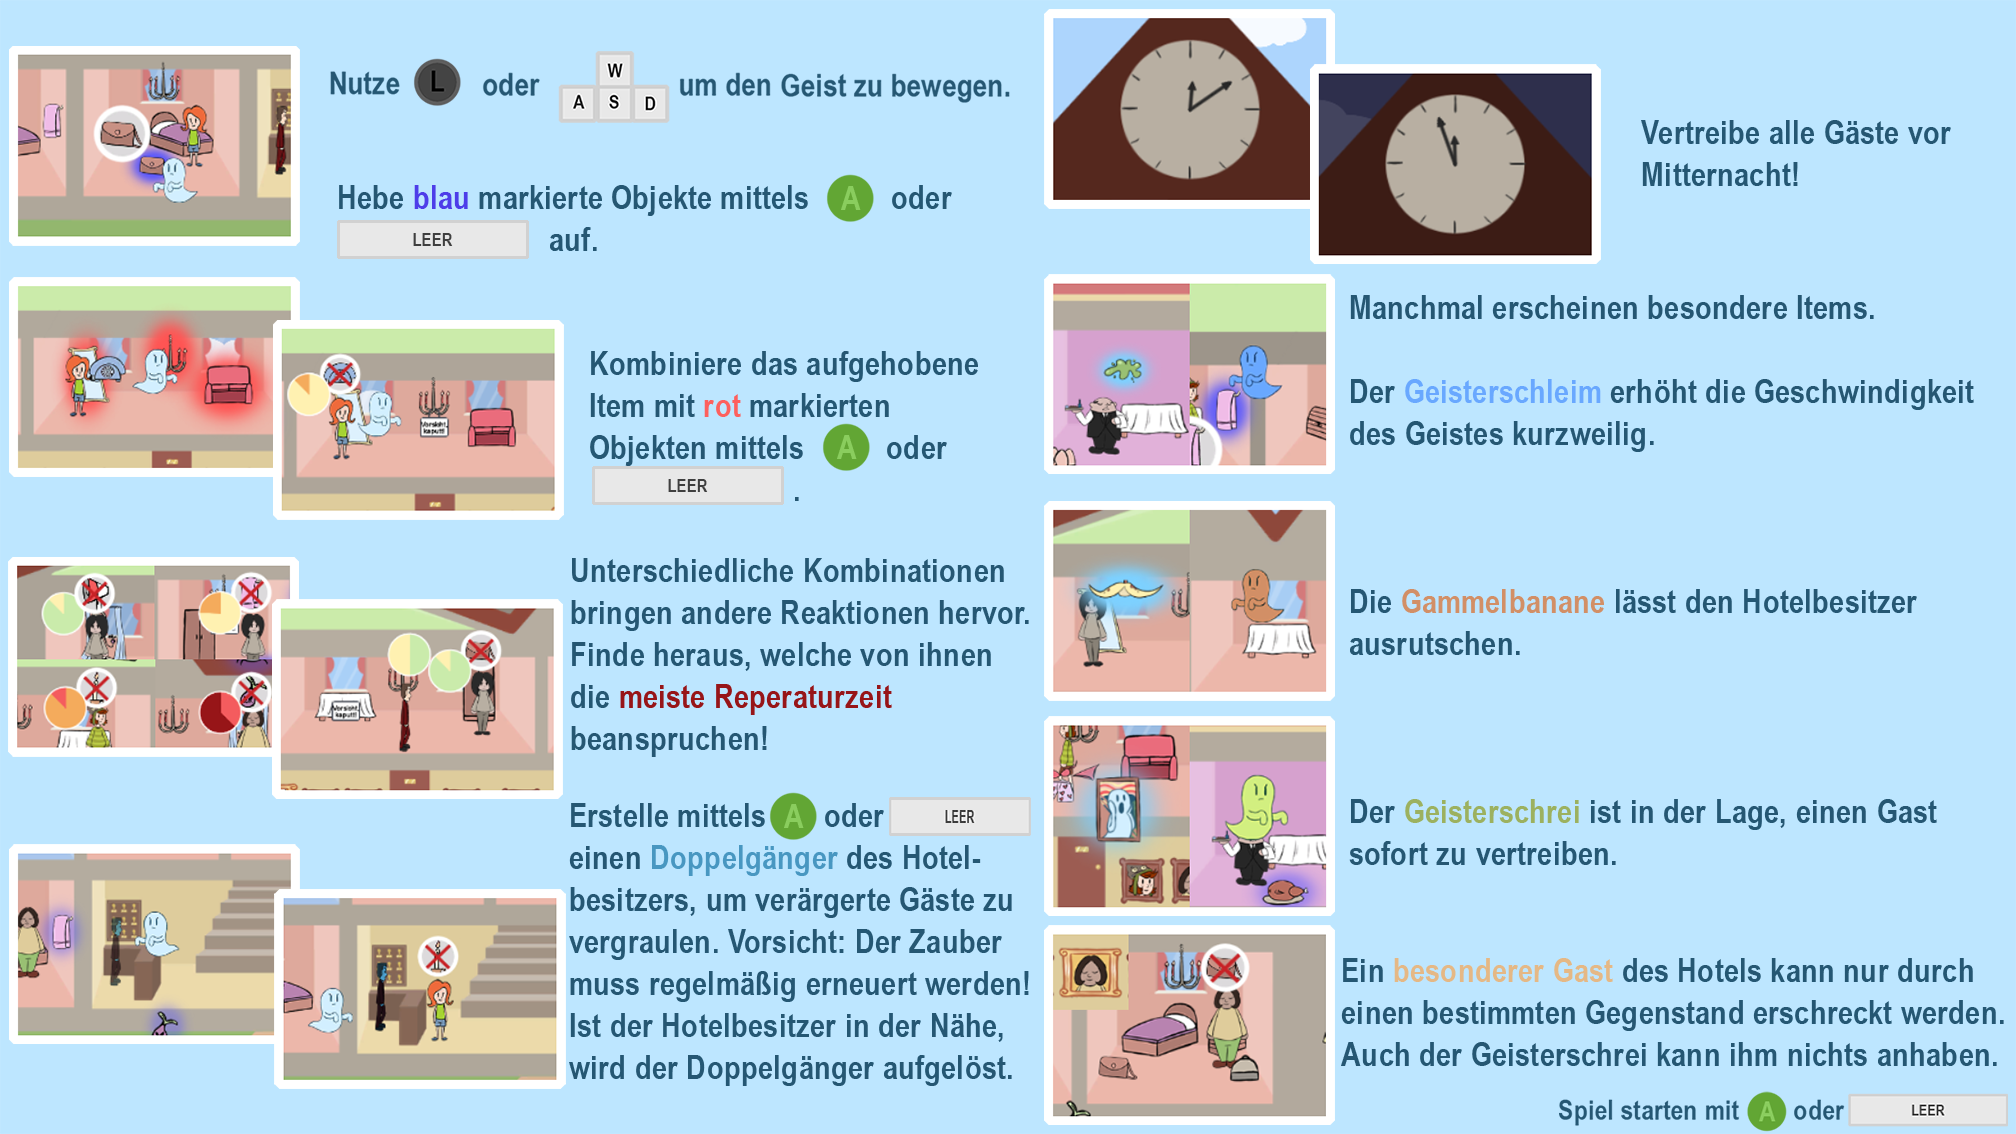 Nutze L oder W A S D um den Geist zu bewegen.
Hebe blau markierte Objekte mittels A oder
LEER auf.
Kombiniere das aufgehobene
Item mit rot markierten
Objekten mittels A oder
LEER .
Vorsicht kaputt!
Unterschiedliche Kombinationen
bringen andere Reaktionen hervor.
Finde heraus, welche von ihnen
die meiste Reperaturzeit
beanspruchen!
Vorsicht kaputt!
Erstelle mittels A oder LEER
einen Doppelgänger des Hotel-
besitzers, um verärgerte Gäste zu
vergraulen. Vorsicht: Der Zauber
muss regelmäßig erneuert werden!
Ist der Hotelbesitzer in der Nähe,
wird der Doppelgänger aufgelöst.
Vertreibe alle Gäste vor
Mitternacht!
Manchmal erscheinen besondere Items.
Der Geisterschleim erhöht die Geschwindigkeit
des Geistes kurzweilig.
Die Gammelbanane lässt den Hotelbesitzer
ausrutschen.
Der Geisterschrei ist in der Lage, einen Gast
sofort zu vertreiben.
Ein besonderer Gast des Hotels kann nur durch
einen bestimmten Gegenstand erschreckt werden.
Auch der Geisterschrei kann ihm nichts anhaben.
Spiel starten mit A oder LEER